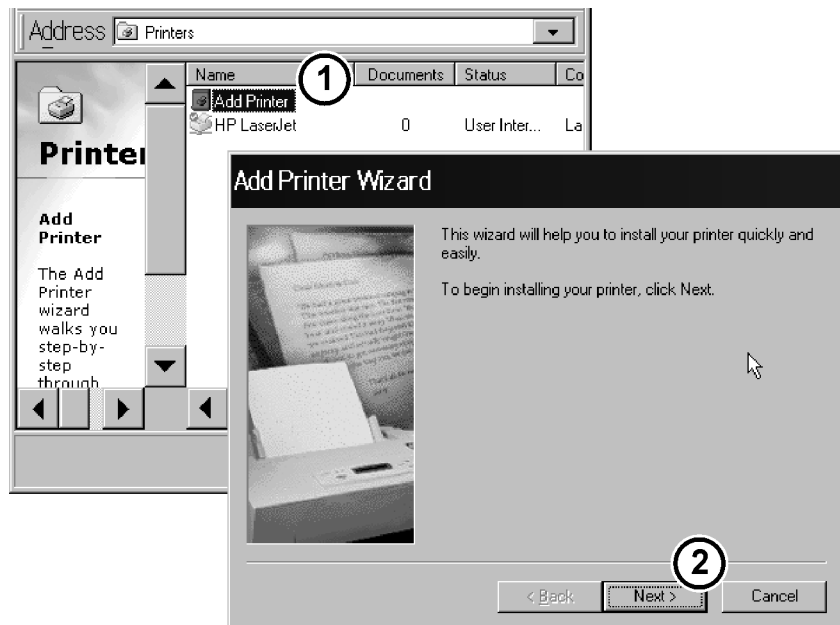 Address Printers
Name Documents Status Co
1
Add Printer
HP LaserJet 0 User Inter... La
Printer
Add
Printer
The Add
Printer
wizard
walks you
step-by-
step
through
Add Printer Wizard
This wizard will help you to install your printer quickly and
easily.
To begin installing your printer, click Next.
2
< Back Next > Cancel